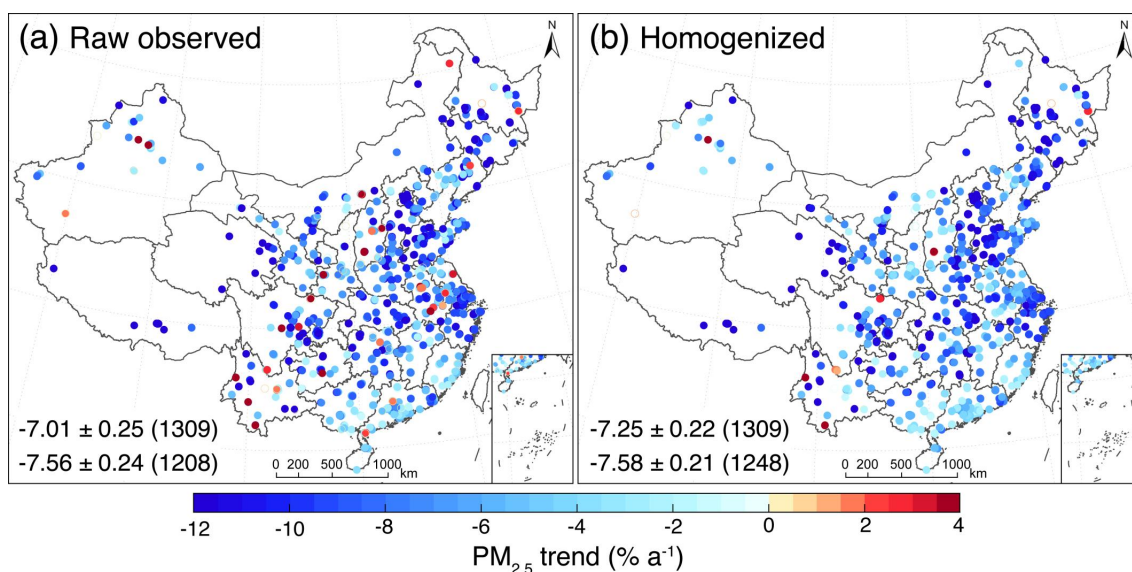 (a) Raw observed
N
-7.01 ± 0.25 (1309)
-7.56 ± 0.24 (1208)
0 200 500 1000
km
(b) Homogenized
N
-7.25 ± 0.22 (1309)
-7.58 ± 0.21 (1248)
0 200 500 1000
km
-12 -10 -8 -6 -4 -2 0 2 4
PM2.5 trend (% a-1)